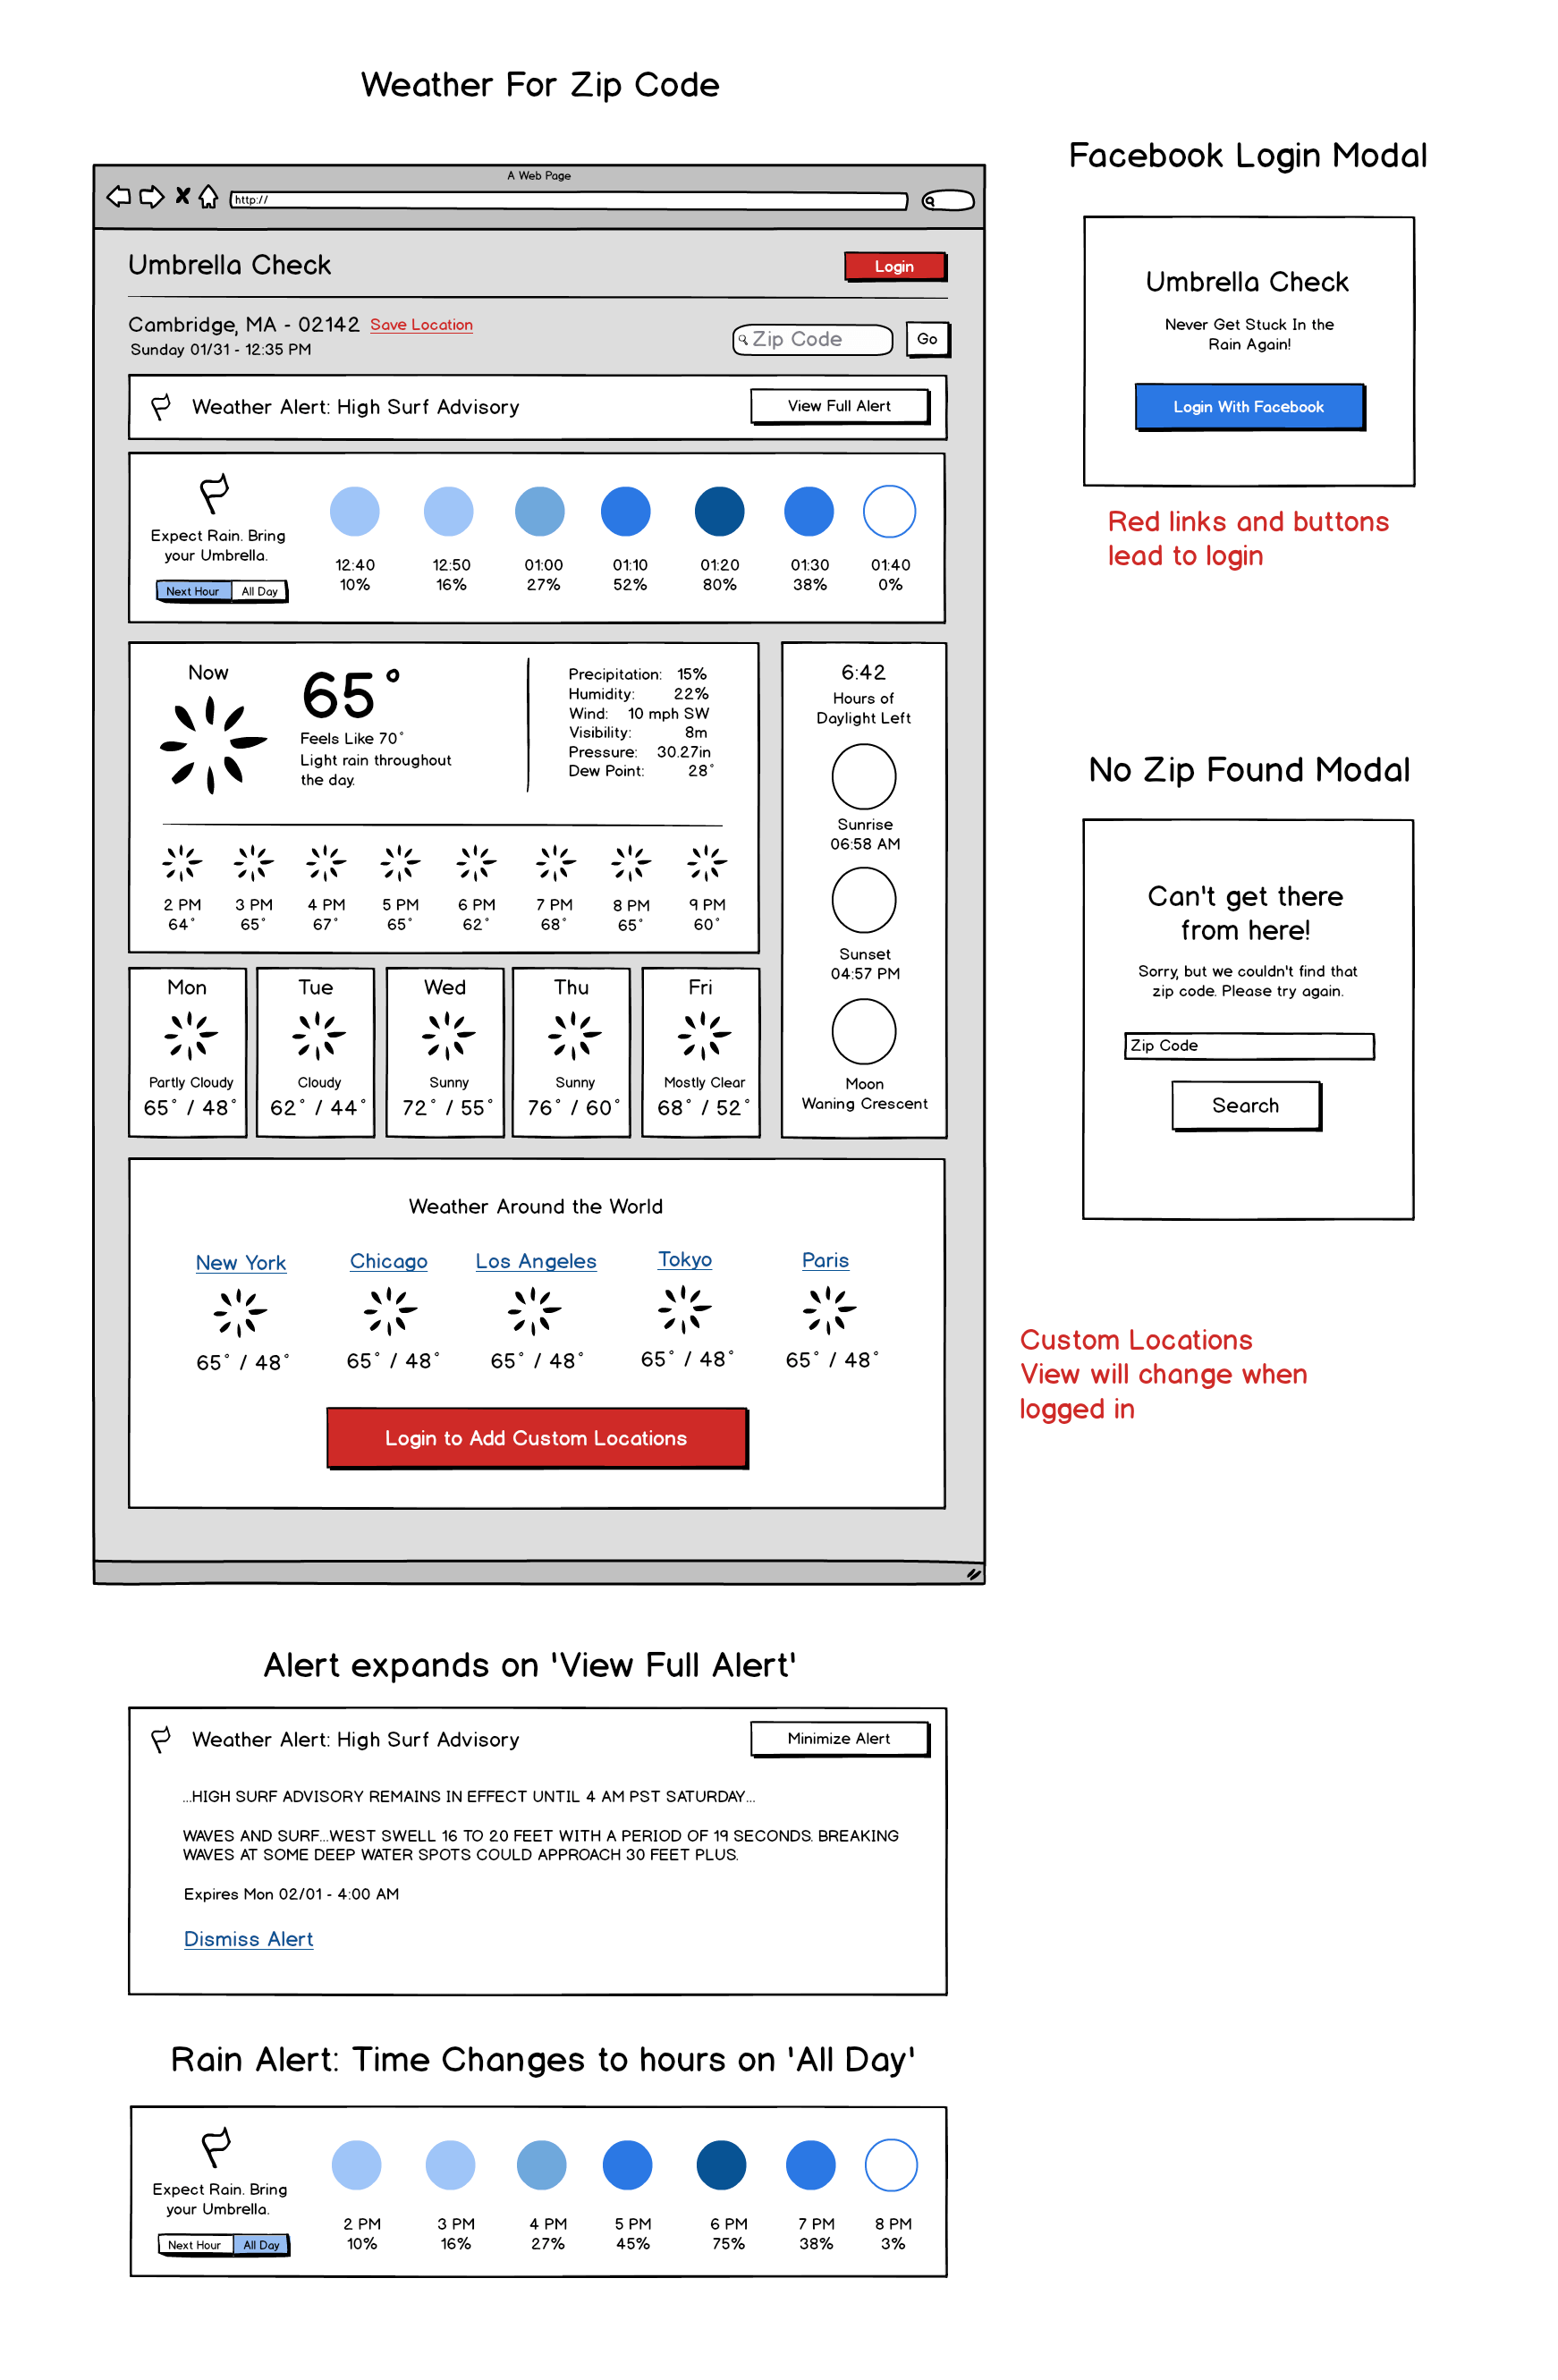 Weather For Zip Code
A Web Page
http://
Umbrella Check
Login
Cambridge, MA - 02142 Save Location
Sunday 01/31 - 12:35 PM
Zip Code
Go
Weather Alert: High Surf Advisory
View Full Alert
Expect Rain. Bring
your Umbrella.
Next Hour All Day
12:40 12:50 01:00 01:10 01:20 01:30 01:40
10% 16% 27% 52% 80% 38% 0%
Now
65°
Feels Like 70°
Light rain throughout
the day.
Precipitation: 15%
Humidity: 22%
Wind: 10 mph SW
Visibility: 8m
Pressure: 30.27in
Dew Point: 28°
2 PM 3 PM 4 PM 5 PM 6 PM 7 PM 8 PM 9 PM
64° 65° 67° 65° 62° 68° 65° 60°
6:42
Hours of
Daylight Left
Sunrise
06:58 AM
Sunset
04:57 PM
Moon
Waning Crescent
Mon Tue Wed Thu Fri
Partly Cloudy Cloudy Sunny Sunny Mostly Clear
65° / 48° 62° / 44° 72° / 55° 76° / 60° 68° / 52°
Weather Around the World
New York Chicago Los Angeles Tokyo Paris
65° / 48° 65° / 48° 65° / 48° 65° / 48° 65° / 48°
Login to Add Custom Locations
Facebook Login Modal
Umbrella Check
Never Get Stuck In the
Rain Again!
Login With Facebook
Red links and buttons
lead to login
No Zip Found Modal
Can't get there
from here!
Sorry, but we couldn't find that
zip code. Please try again.
Zip Code
Search
Custom Locations
View will change when
logged in
Alert expands on 'View Full Alert'
Weather Alert: High Surf Advisory
Minimize Alert
...HIGH SURF ADVISORY REMAINS IN EFFECT UNTIL 4 AM PST SATURDAY...
WAVES AND SURF...WEST SWELL 16 TO 20 FEET WITH A PERIOD OF 19 SECONDS. BREAKING
WAVES AT SOME DEEP WATER SPOTS COULD APPROACH 30 FEET PLUS.
Expires Mon 02/01 - 4:00 AM
Dismiss Alert
Rain Alert: Time Changes to hours on 'All Day'
Expect Rain. Bring
your Umbrella.
Next Hour All Day
2 PM 3 PM 4 PM 5 PM 6 PM 7 PM 8 PM
10% 16% 27% 45% 75% 38% 3%